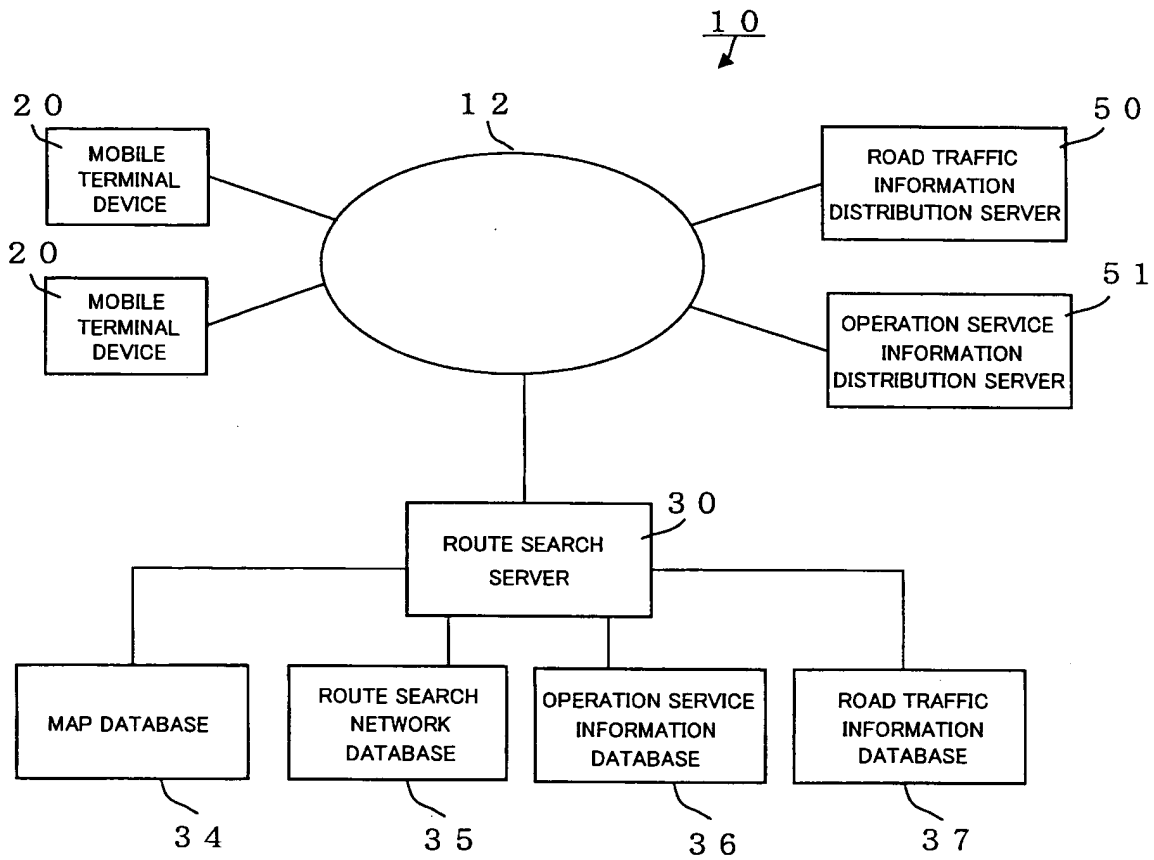 10
20
12
50
MOBILE
TERMINAL
DEVICE
ROAD TRAFFIC
INFORMATION
DISTRIBUTION SERVER
20
51
MOBILE
TERMINAL
DEVICE
OPERATION SERVICE
INFORMATION
DISTRIBUTION SERVER
30
ROUTE SEARCH
SERVER
MAP DATABASE
ROUTE SEARCH
NETWORK
DATABASE
OPERATION SERVICE
INFORMATION
DATABASE
ROAD TRAFFIC
INFORMATION
DATABASE
34
35
36
37